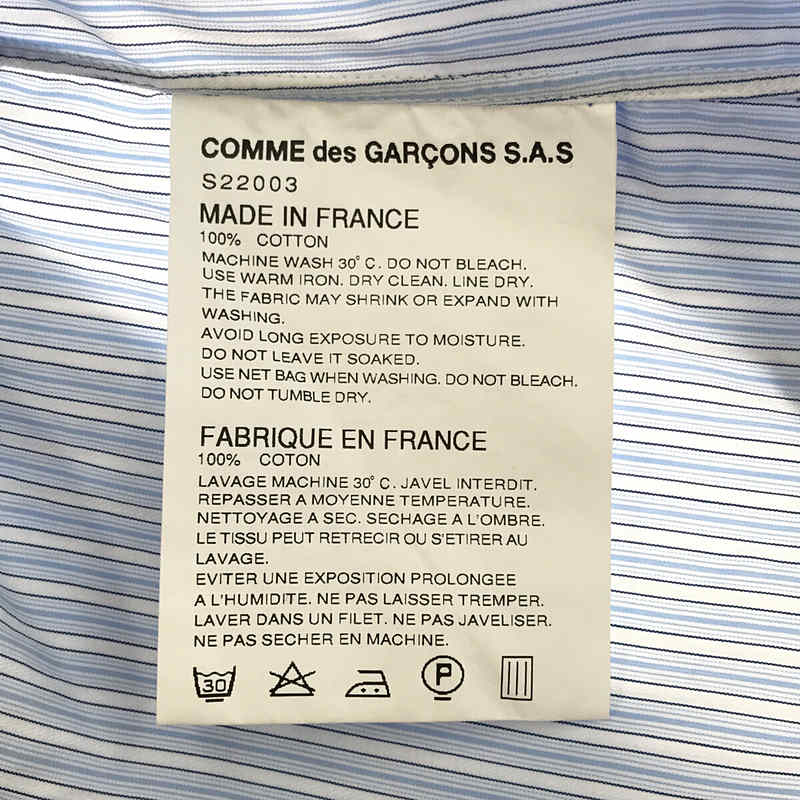 COMME des GARÇONS S.A.S
S22003
MADE IN FRANCE
100% COTTON
MACHINE WASH 30° C. DO NOT BLEACH.
USE WARM IRON. DRY CLEAN. LINE DRY.
THE FABRIC MAY SHRINK OR EXPAND WITH
WASHING.
AVOID LONG EXPOSURE TO MOISTURE.
DO NOT LEAVE IT SOAKED.
USE NET BAG WHEN WASHING. DO NOT BLEACH.
DO NOT TUMBLE DRY.
FABRIQUE EN FRANCE
100% COTON
LAVAGE MACHINE 30° C. JAVEL INTERDIT.
REPASSER A MOYENNE TEMPERATURE.
NETTOYAGE A SEC. SECHAGE A L'OMBRE.
LE TISSU PEUT RETRECIR OU S'ETIRER AU
LAVAGE.
EVITER UNE EXPOSITION PROLONGEE
A L'HUMIDITE. NE PAS LAISSER TREMPER.
LAVER DANS UN FILET. NE PAS JAVELISER.
NE PAS SECHER EN MACHINE.
30 P